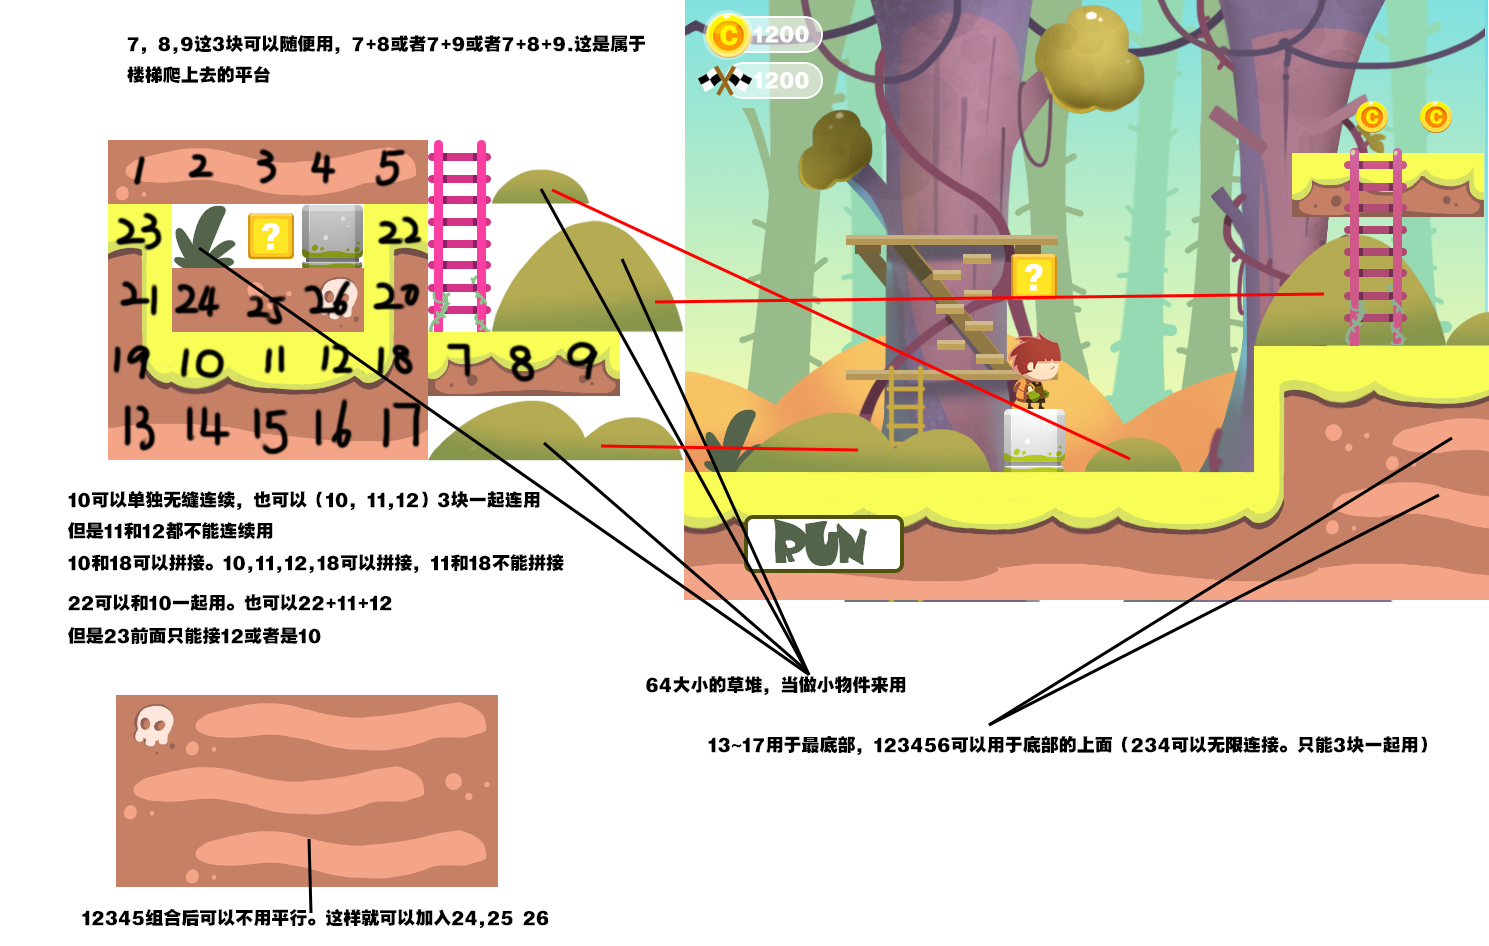 7，8,9这3块可以随便用，7+8或者7+9或者7+8+9.这是属于
楼梯爬上去的平台
1200
1200
1 2 3 4 5
23 ? 22
21 24 25 26 20
19 10 11 12 18
7 8 9
13 14 15 16 17
?
C
C
C
RUN
10可以单独无缝连续，也可以（10，11,12）3块一起连用
但是11和12都不能连续用
10和18可以拼接。10,11,12,18可以拼接，11和18不能拼接
22可以和10一起用。也可以22+11+12
但是23前面只能接12或者是10
64大小的草堆，当做小物件来用
13~17用于最底部，123456可以用于底部的上面（234可以无限连接。只能3块一起用）
12345组合后可以不用平行。这样就可以加入24,25 26